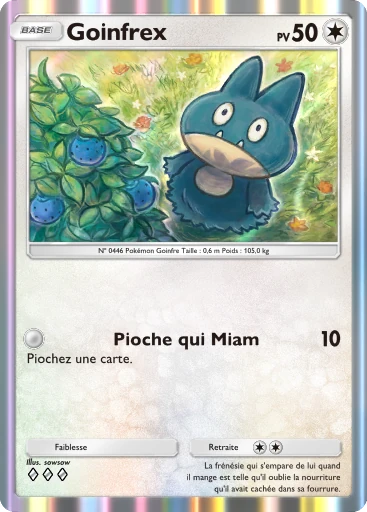 BASE Goinfrex PV 50
N° 0446 Pokémon Goinfre Taille : 0,6 m Poids : 105.0 kg
Pioche qui Miam 10
Piochez une carte.
Faiblesse Retraite
Illus. sowsow
La frénésie qui s'empare de lui quand
il mange est telle qu'il oublie la nourriture
qu'il avait cachée dans sa fourrure.